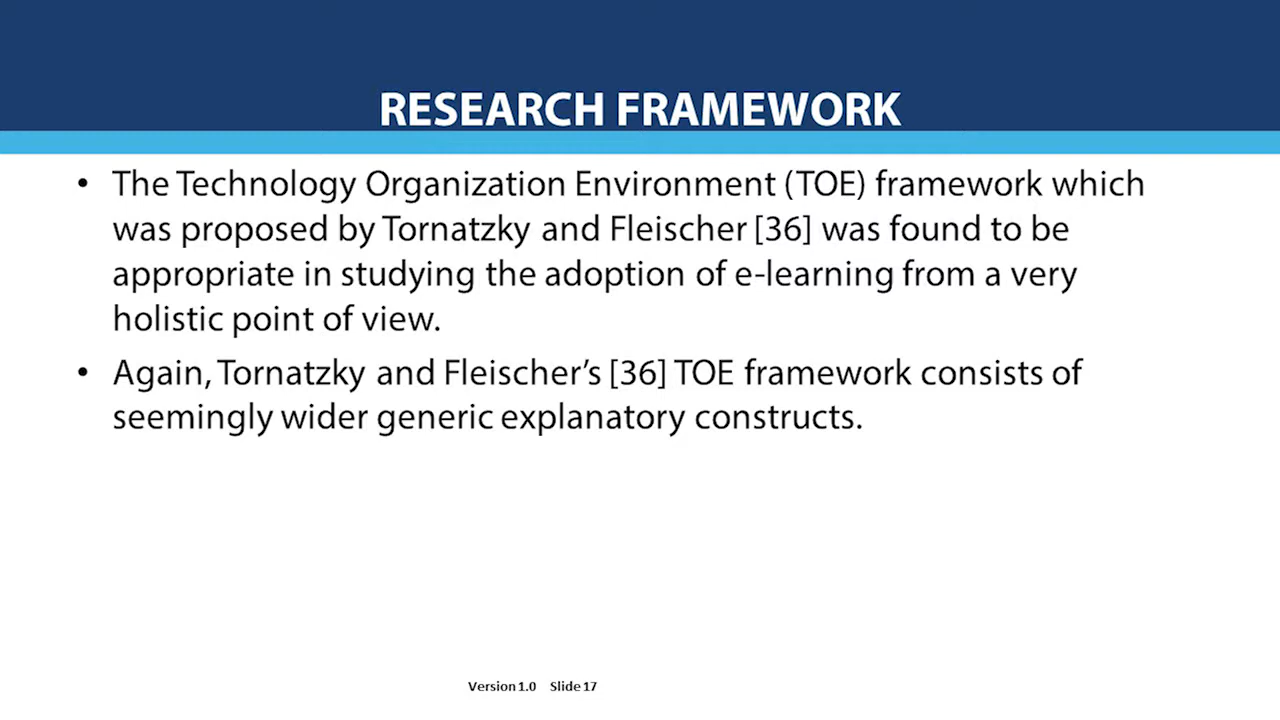 RESEARCH FRAMEWORK
• The Technology Organization Environment (TOE) framework which
was proposed by Tornatzky and Fleischer [36] was found to be
appropriate in studying the adoption of e-learning from a very
holistic point of view.
• Again, Tornatzky and Fleischer’s [36] TOE framework consists of
seemingly wider generic explanatory constructs.
Version 1.0 Slide 17